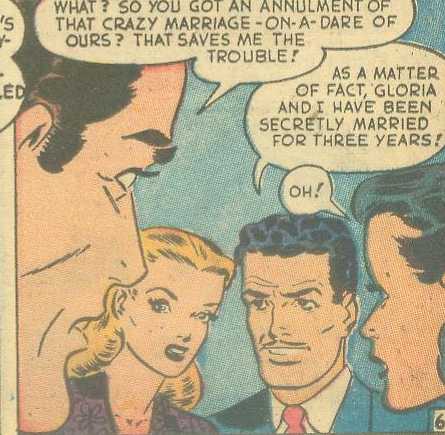 'S
Y-
LED
WHAT? SO YOU GOT AN ANNULMENT OF
THAT CRAZY MARRIAGE-ON-A-DARE OF
OURS? THAT SAVES ME THE
TROUBLE!
AS A MATTER
OF FACT, GLORIA
AND I HAVE BEEN
SECRETLY MARRIED
FOR THREE YEARS!
OH!
6